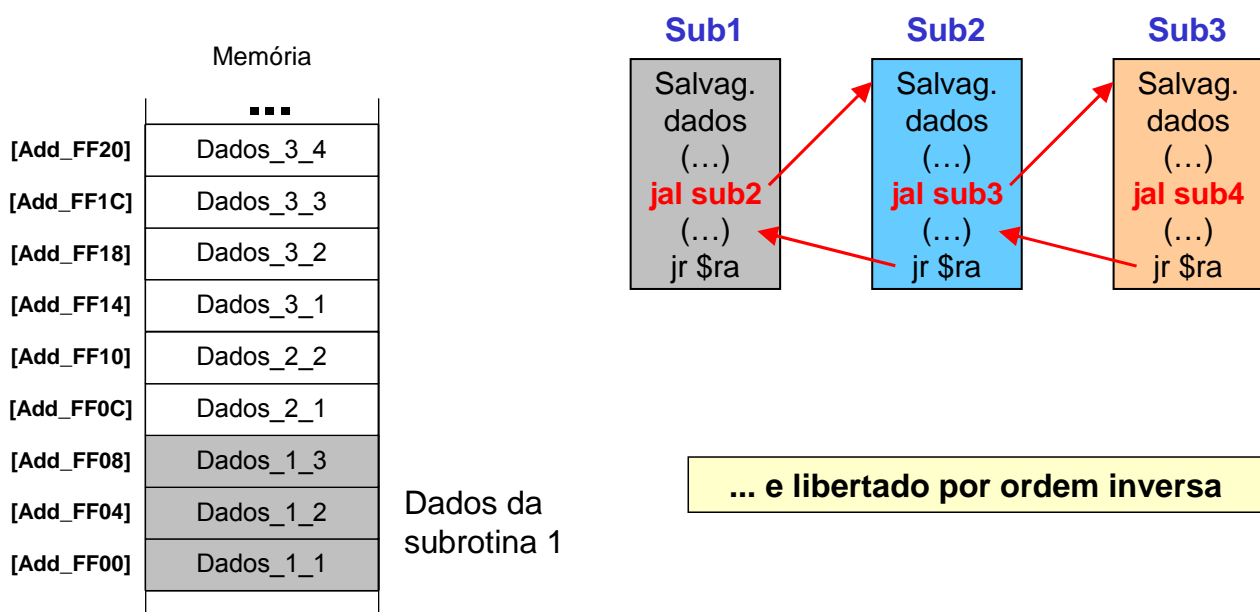 Memória
...
[Add_FF20] Dados_3_4
[Add_FF1C] Dados_3_3
[Add_FF18] Dados_3_2
[Add_FF14] Dados_3_1
[Add_FF10] Dados_2_2
[Add_FF0C] Dados_2_1
[Add_FF08] Dados_1_3
[Add_FF04] Dados_1_2
[Add_FF00] Dados_1_1
Dados da
subrotina 1
Sub1
Salvag.
dados
(…)
jal sub2
(…)
jr $ra
Sub2
Salvag.
dados
(…)
jal sub3
(…)
jr $ra
Sub3
Salvag.
dados
(…)
jal sub4
(…)
jr $ra
... e libertado por ordem inversa